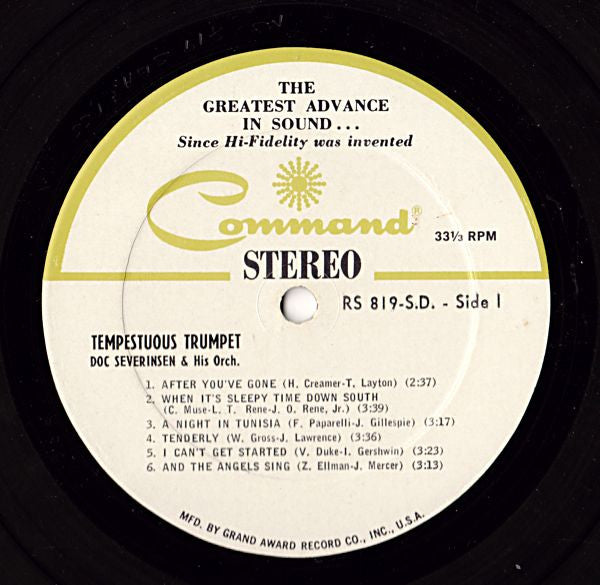 THE
GREATEST ADVANCE
IN SOUND...
Since Hi-Fidelity was invented
Command®
33⅓ RPM
STEREO
RS 819-S.D. - Side 1
TEMPESTUOUS TRUMPET
DOC SEVERINSEN & His Orch.
1. AFTER YOU'VE GONE (H. Creamer-T. Layton) (2:37)
2. WHEN IT'S SLEEPY TIME DOWN SOUTH
(C. Muse-L. T. Rene-J. O. Rene, Jr.) (3:39)
3. A NIGHT IN TUNISIA (F. Paparelli-J. Gillespie) (3:17)
4. TENDERLY (W. Gross-J. Lawrence) (3:36)
5. I CAN'T GET STARTED (V. Duke-I. Gershwin) (3:23)
6. AND THE ANGELS SING (Z. Ellman-J. Mercer) (3:13)
MFD. BY GRAND AWARD RECORD CO., INC., U.S.A.